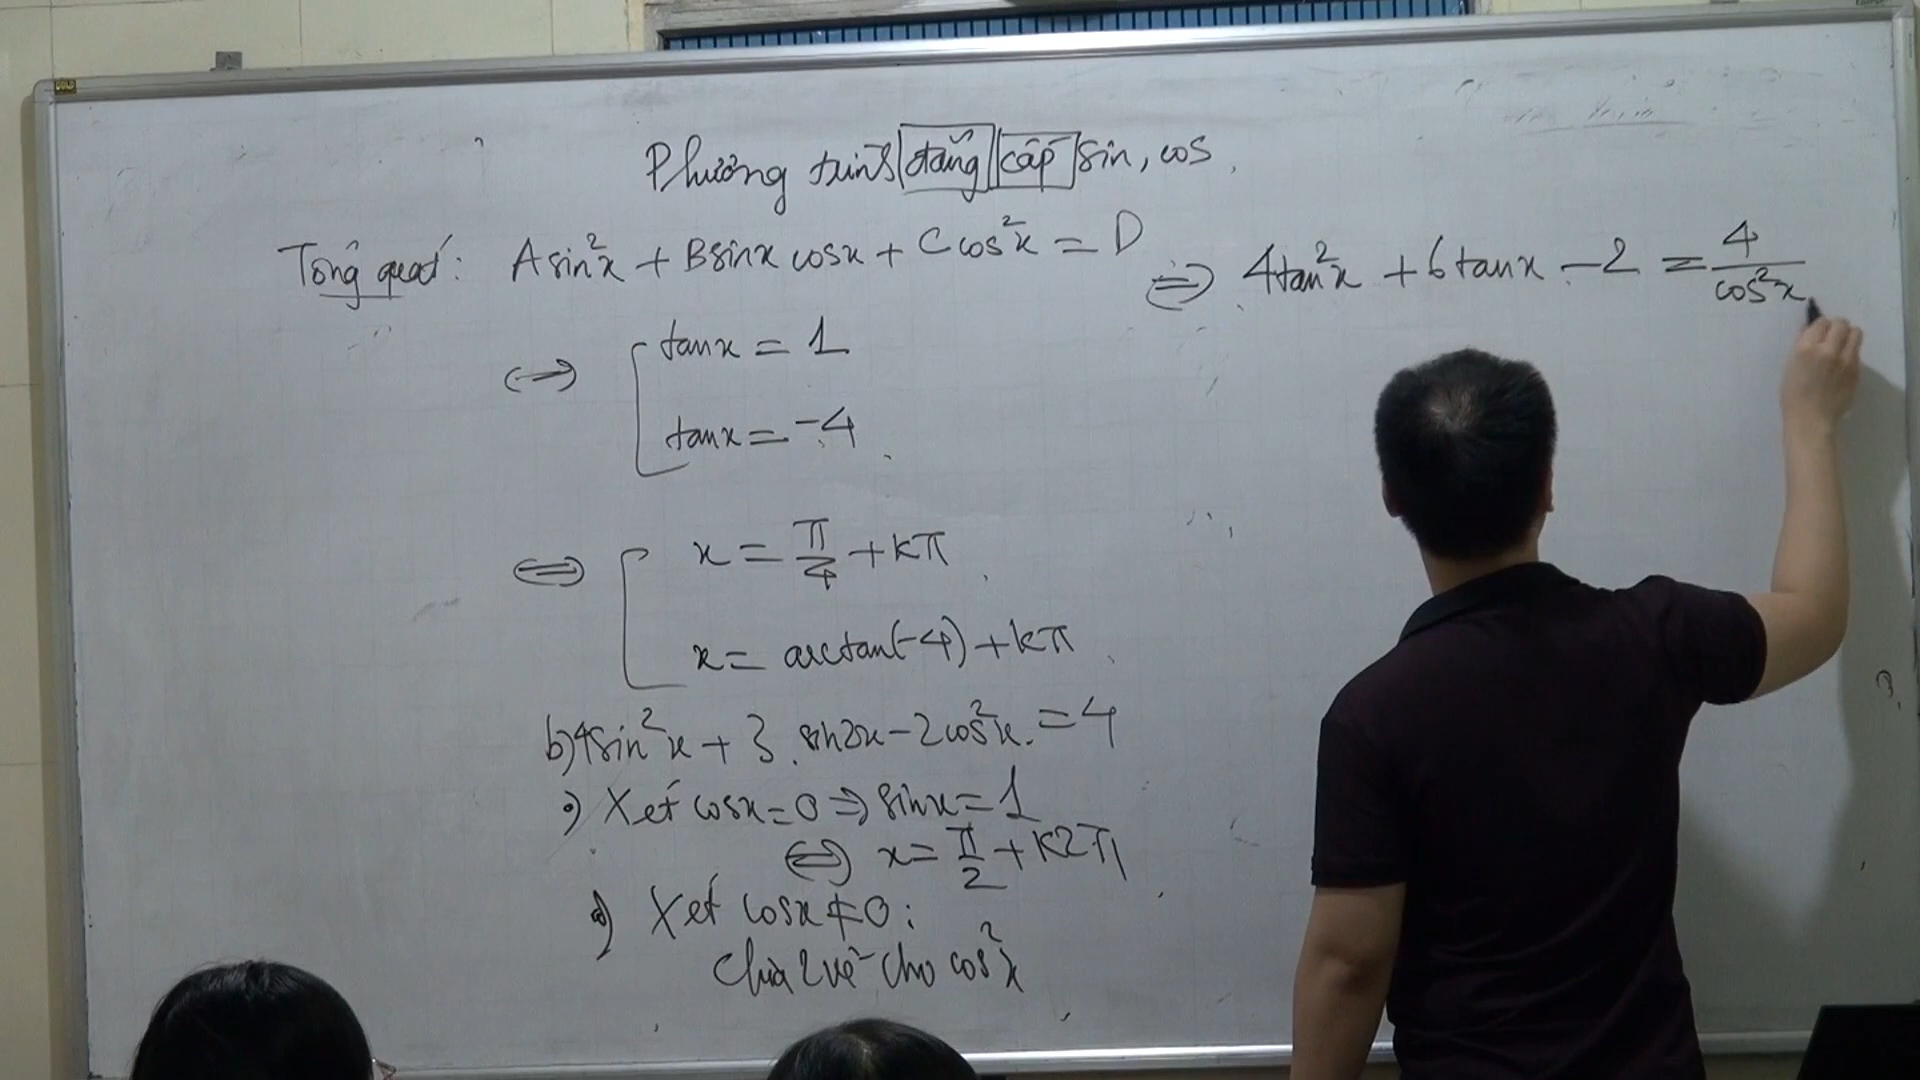 Phương trình đẳng cấp sin, cos
Tổng quát: Asin²x + Bsinx cosx + Ccos²x = D
⇔ tanx = 1
tanx = -4
⇔ x = π/4 + kπ
x = arctan(-4) + kπ
b) 4sin²x + 3.sin2x - 2cos²x = 4
•) Xét cosx = 0 ⇒ sinx = 1
⇔ x = π/2 + k2π
•) Xét cosx ≠ 0:
Chia 2 vế cho cos²x
⇔ 4tan²x + 6tanx - 2 = 4/cos²x